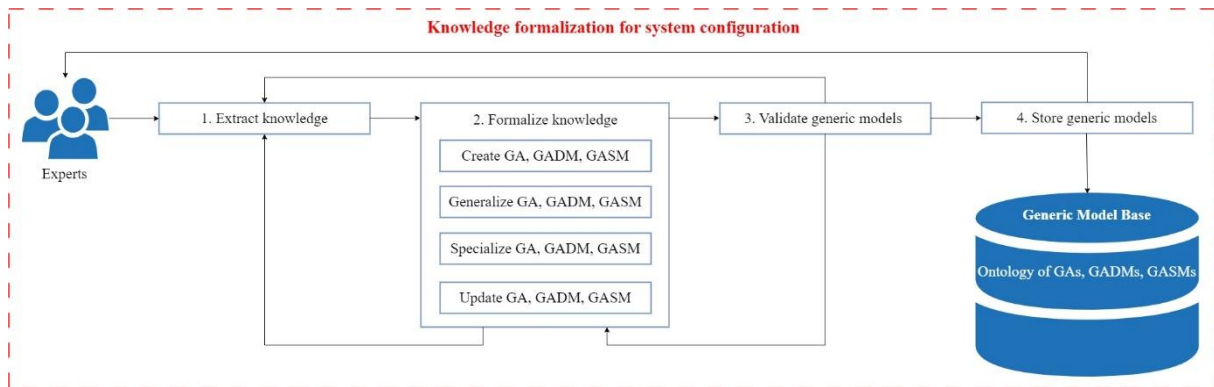 Knowledge formalization for system configuration
Experts
1. Extract knowledge
2. Formalize knowledge
Create GA, GADM, GASM
Generalize GA, GADM, GASM
Specialize GA, GADM, GASM
Update GA, GADM, GASM
3. Validate generic models
4. Store generic models
Generic Model Base
Ontology of GAs, GADMs, GASMs